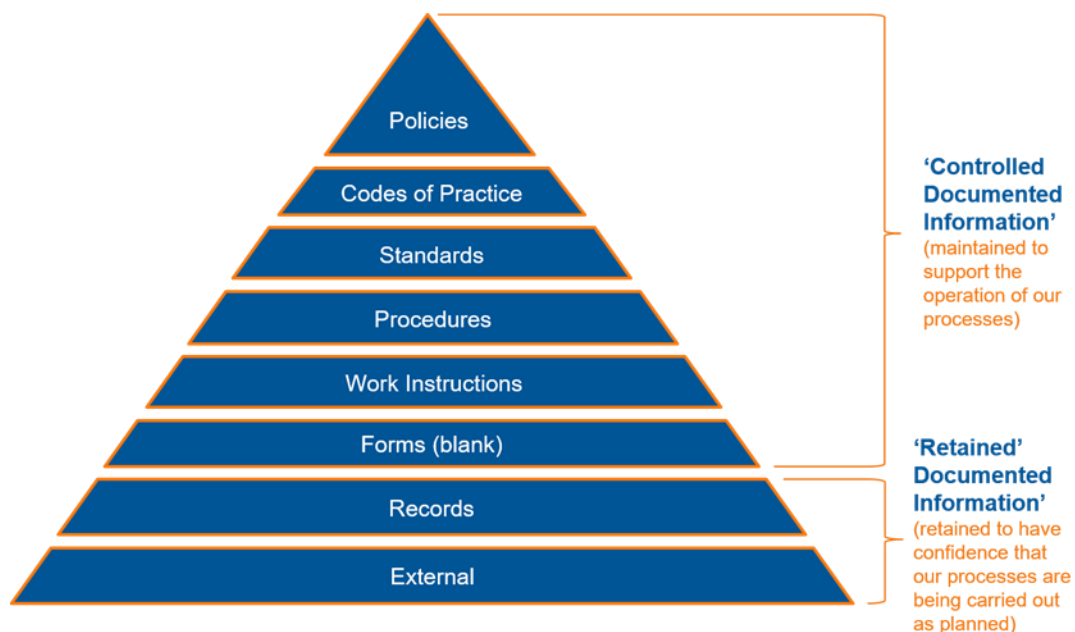 Policies
Codes of Practice
Standards
Procedures
Work Instructions
Forms (blank)
Records
External
‘Controlled
Documented
Information’
(maintained to
support the
operation of our
processes)
‘Retained’
Documented
Information’
(retained to have
confidence that
our processes are
being carried out
as planned)